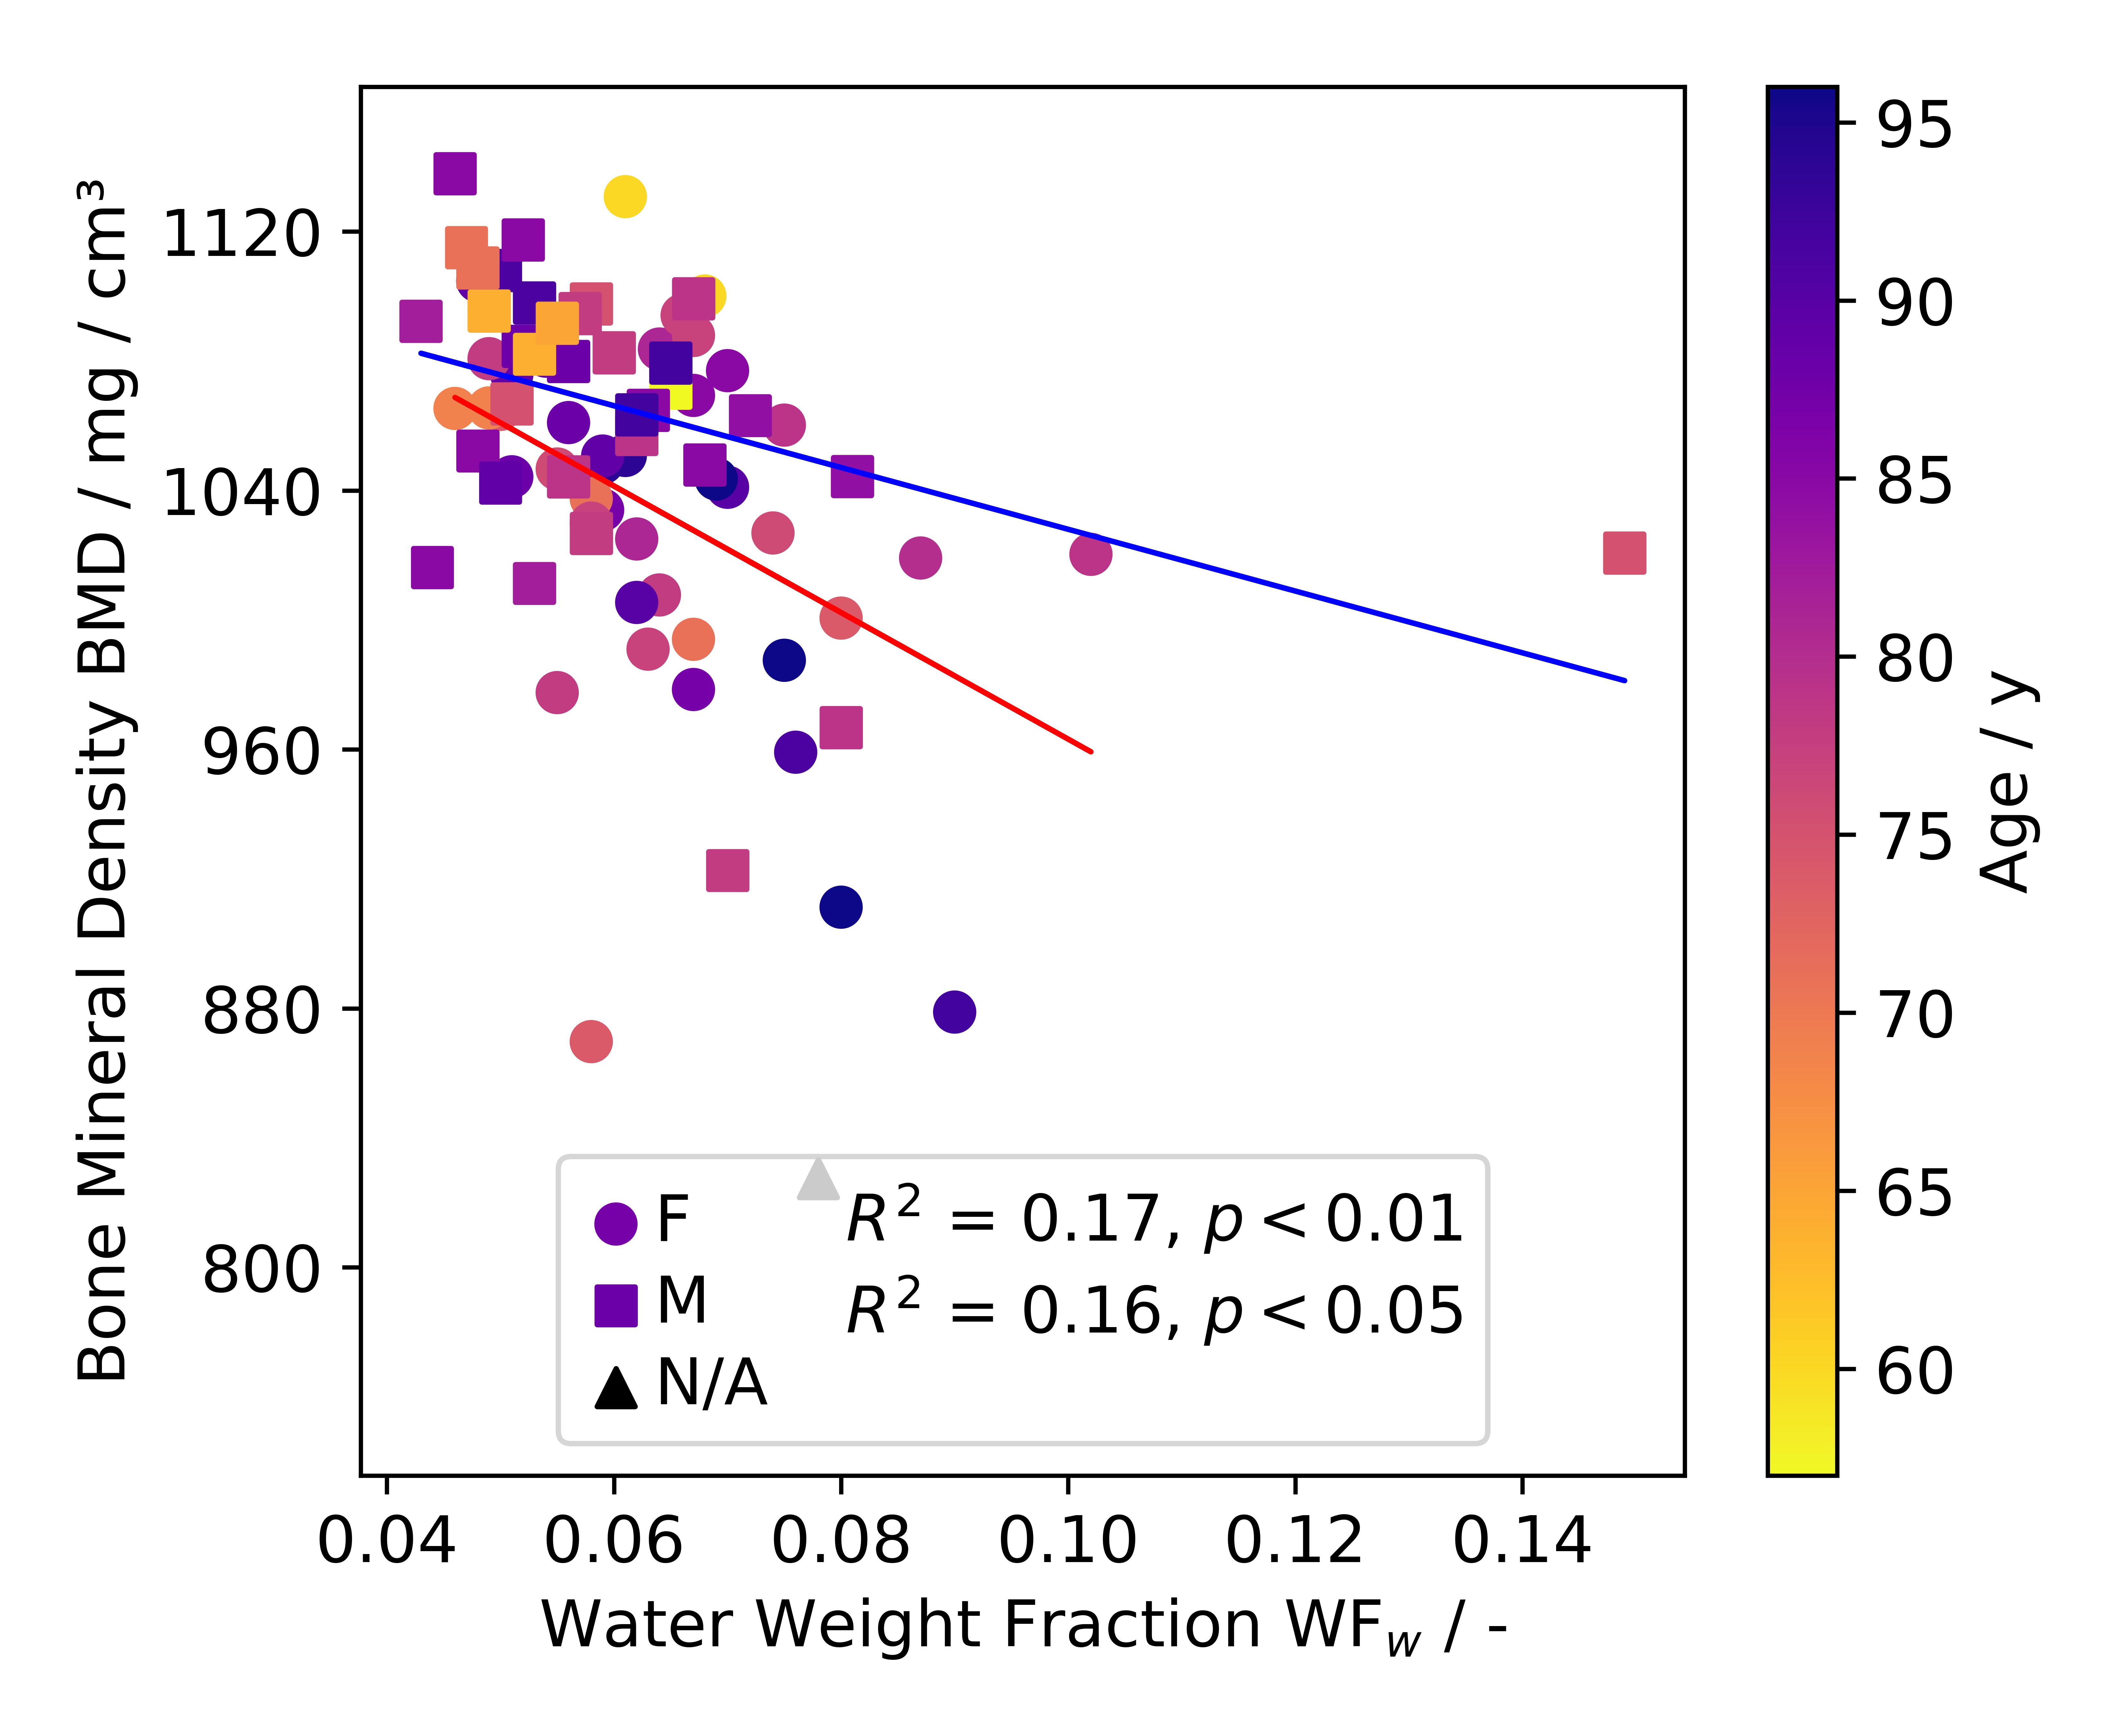 Bone Mineral Density BMD / mg / cm³
1120
1040
960
880
800
F
M
N/A
R² = 0.17, p < 0.01
R² = 0.16, p < 0.05
0.04 0.06 0.08 0.10 0.12 0.14
Water Weight Fraction WF_w / -
95
90
85
80
75
70
65
60
Age / y